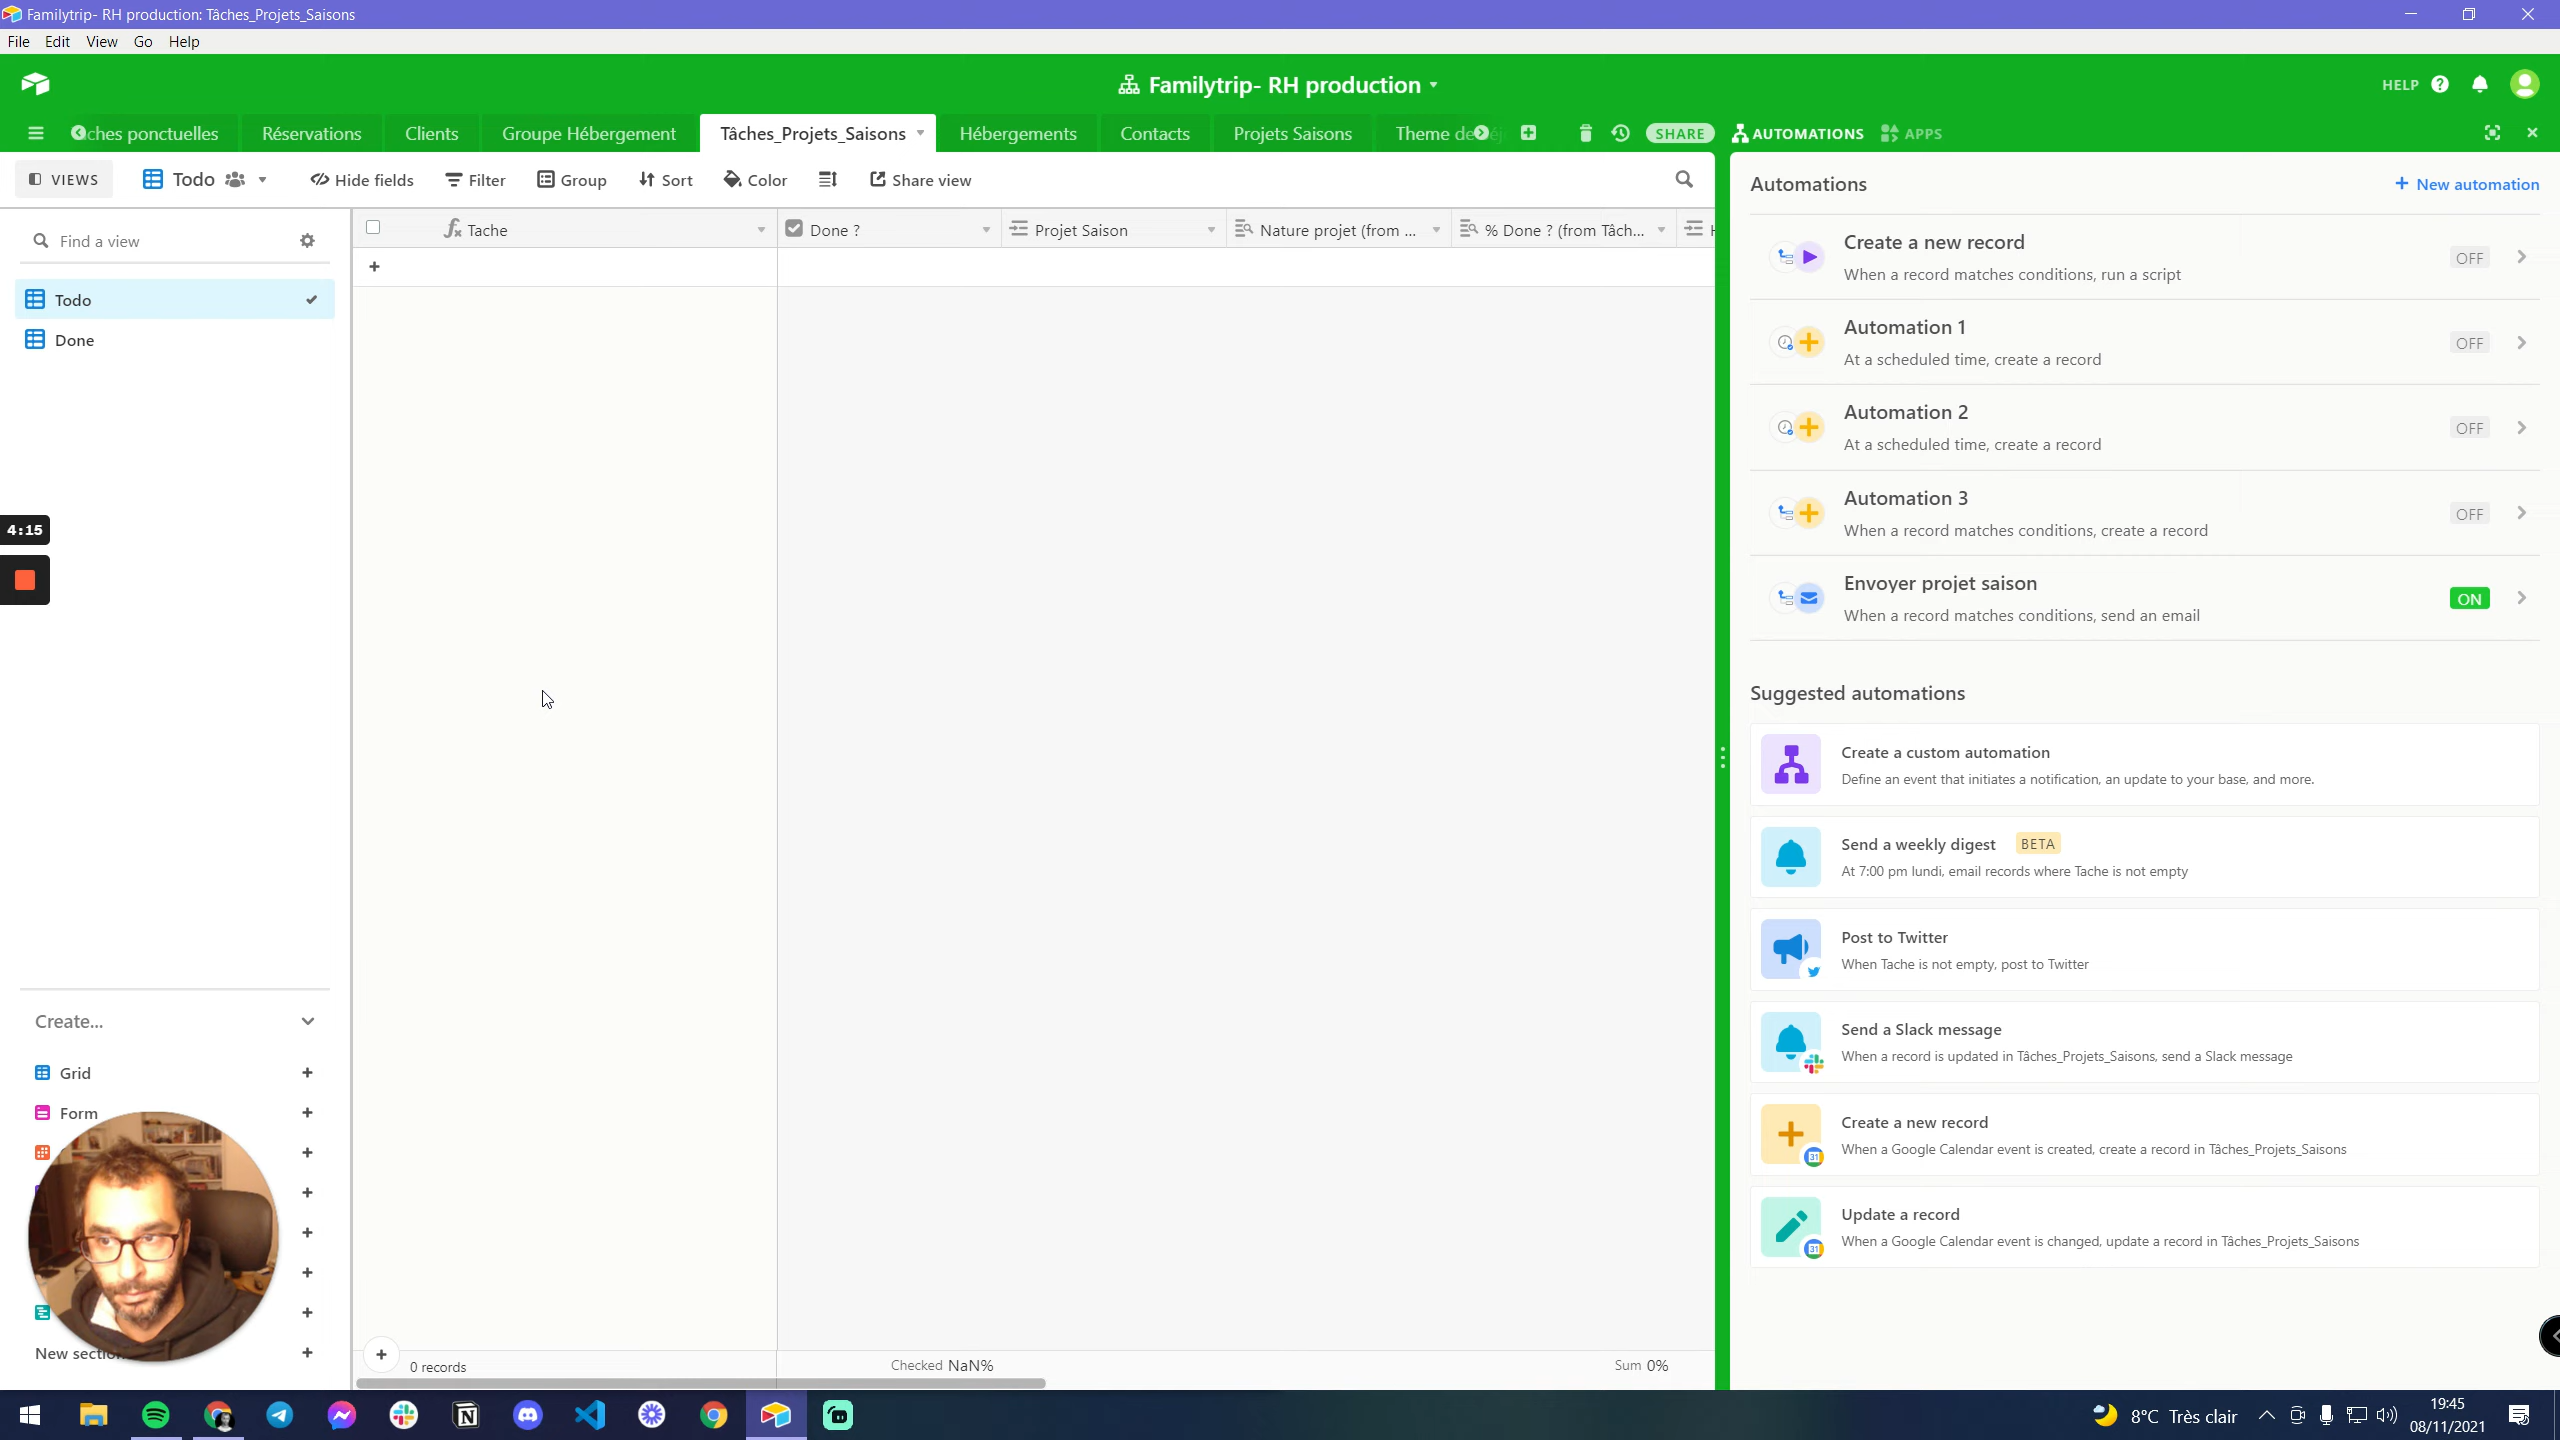 Familytrip- RH production: Tâches_Projets_Saisons
File Edit View Go Help
Familytrip- RH production
HELP
ches ponctuelles Réservations Clients Groupe Hébergement Tâches_Projets_Saisons Hébergements Contacts Projets Saisons Theme de SHARE AUTOMATIONS APPS
VIEWS Todo Hide fields Filter Group Sort Color Share view
Automations
+ New automation
Find a view
Tache Done ? Projet Saison Nature projet (from ... % Done ? (from Tâch...
Todo
Done
4:15
Create a new record
When a record matches conditions, run a script
OFF
Automation 1
At a scheduled time, create a record
OFF
Automation 2
At a scheduled time, create a record
OFF
Automation 3
When a record matches conditions, create a record
OFF
Envoyer projet saison
When a record matches conditions, send an email
ON
Suggested automations
Create a custom automation
Define an event that initiates a notification, an update to your base, and more.
Send a weekly digest BETA
At 7:00 pm lundi, email records where Tache is not empty
Post to Twitter
When Tache is not empty, post to Twitter
Send a Slack message
When a record is updated in Tâches_Projets_Saisons, send a Slack message
Create a new record
When a Google Calendar event is created, create a record in Tâches_Projets_Saisons
Update a record
When a Google Calendar event is changed, update a record in Tâches_Projets_Saisons
Create...
Grid
Form
New section
0 records Checked NaN% Sum 0%
8°C Très clair
19:45
08/11/2021